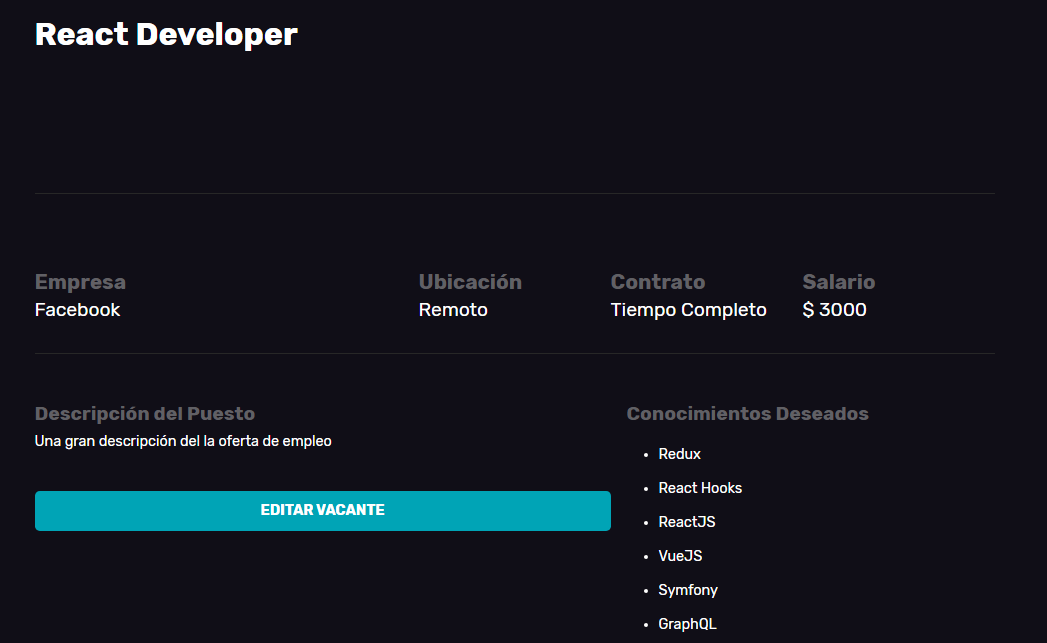 React Developer
Empresa
Facebook
Ubicación
Remoto
Contrato
Tiempo Completo
Salario
$ 3000
Descripción del Puesto
Una gran descripción del la oferta de empleo
EDITAR VACANTE
Conocimientos Deseados
Redux
React Hooks
ReactJS
VueJS
Symfony
GraphQL